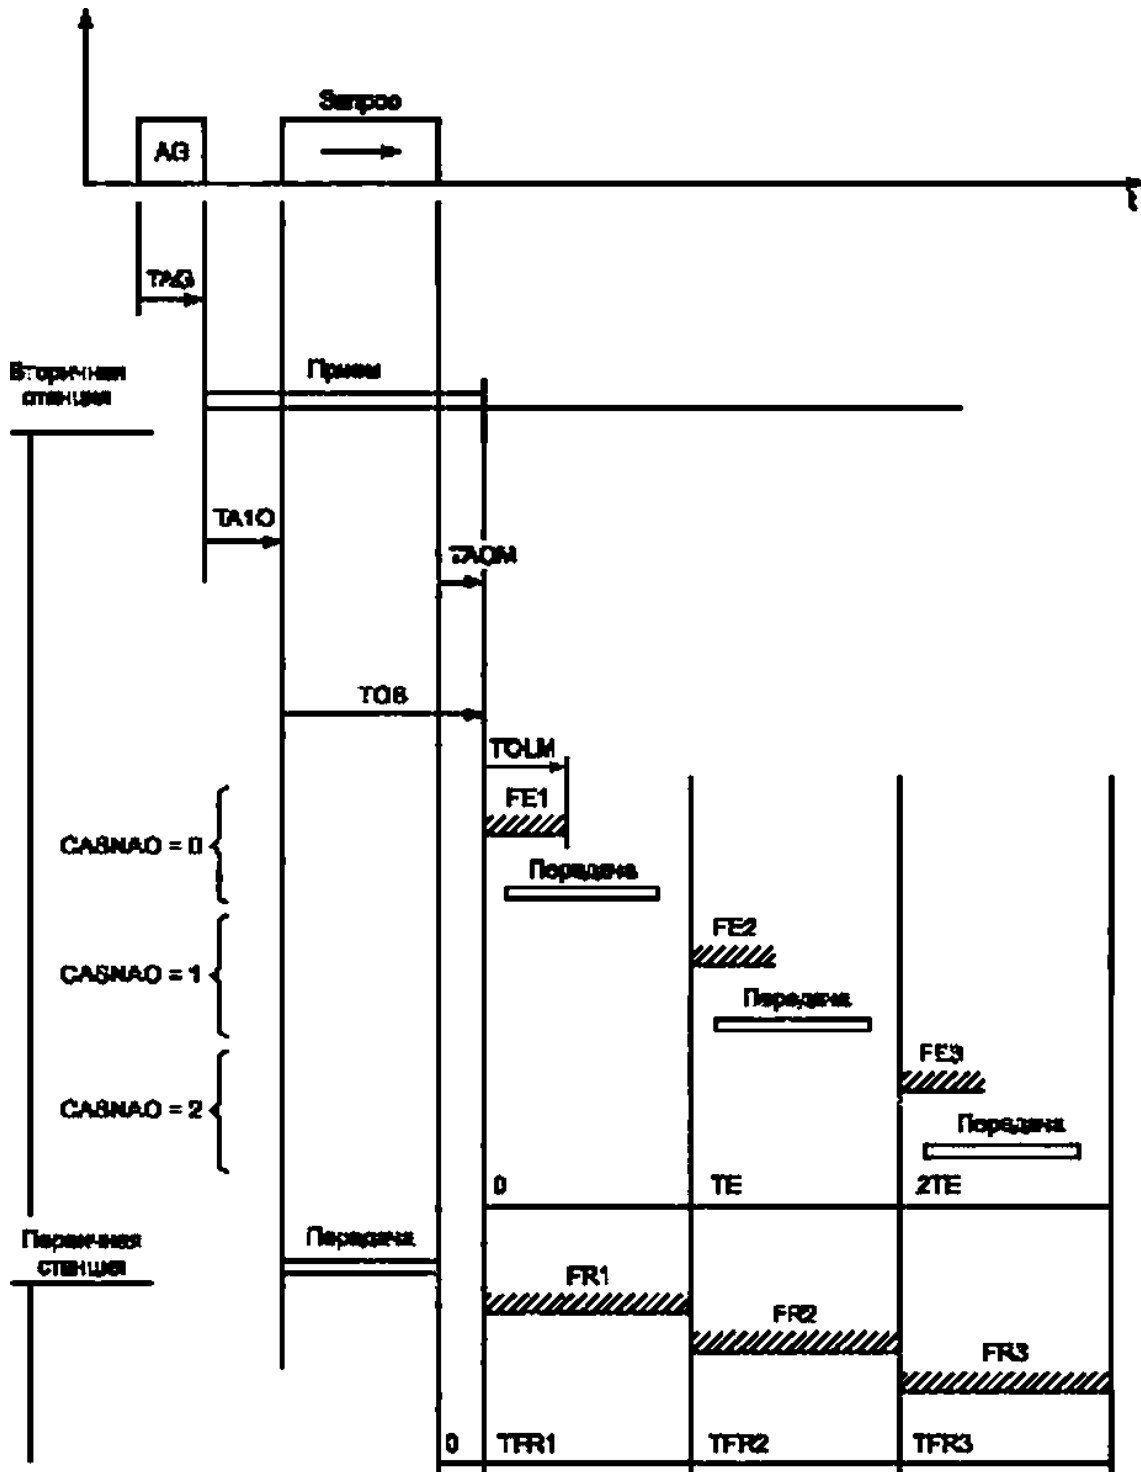 Запрос
AG
t
TAG
Вторичная
станция
Прием
TA1O
TAOM
TOB
TOLM
FE1
CASNAO = 0
Передача
FE2
CASNAO = 1
Передача
FE3
CASNAO = 2
Передача
0
TE
2TE
Первичная
станция
Передача
FR1
FR2
FR3
0
TFR1
TFR2
TFR3